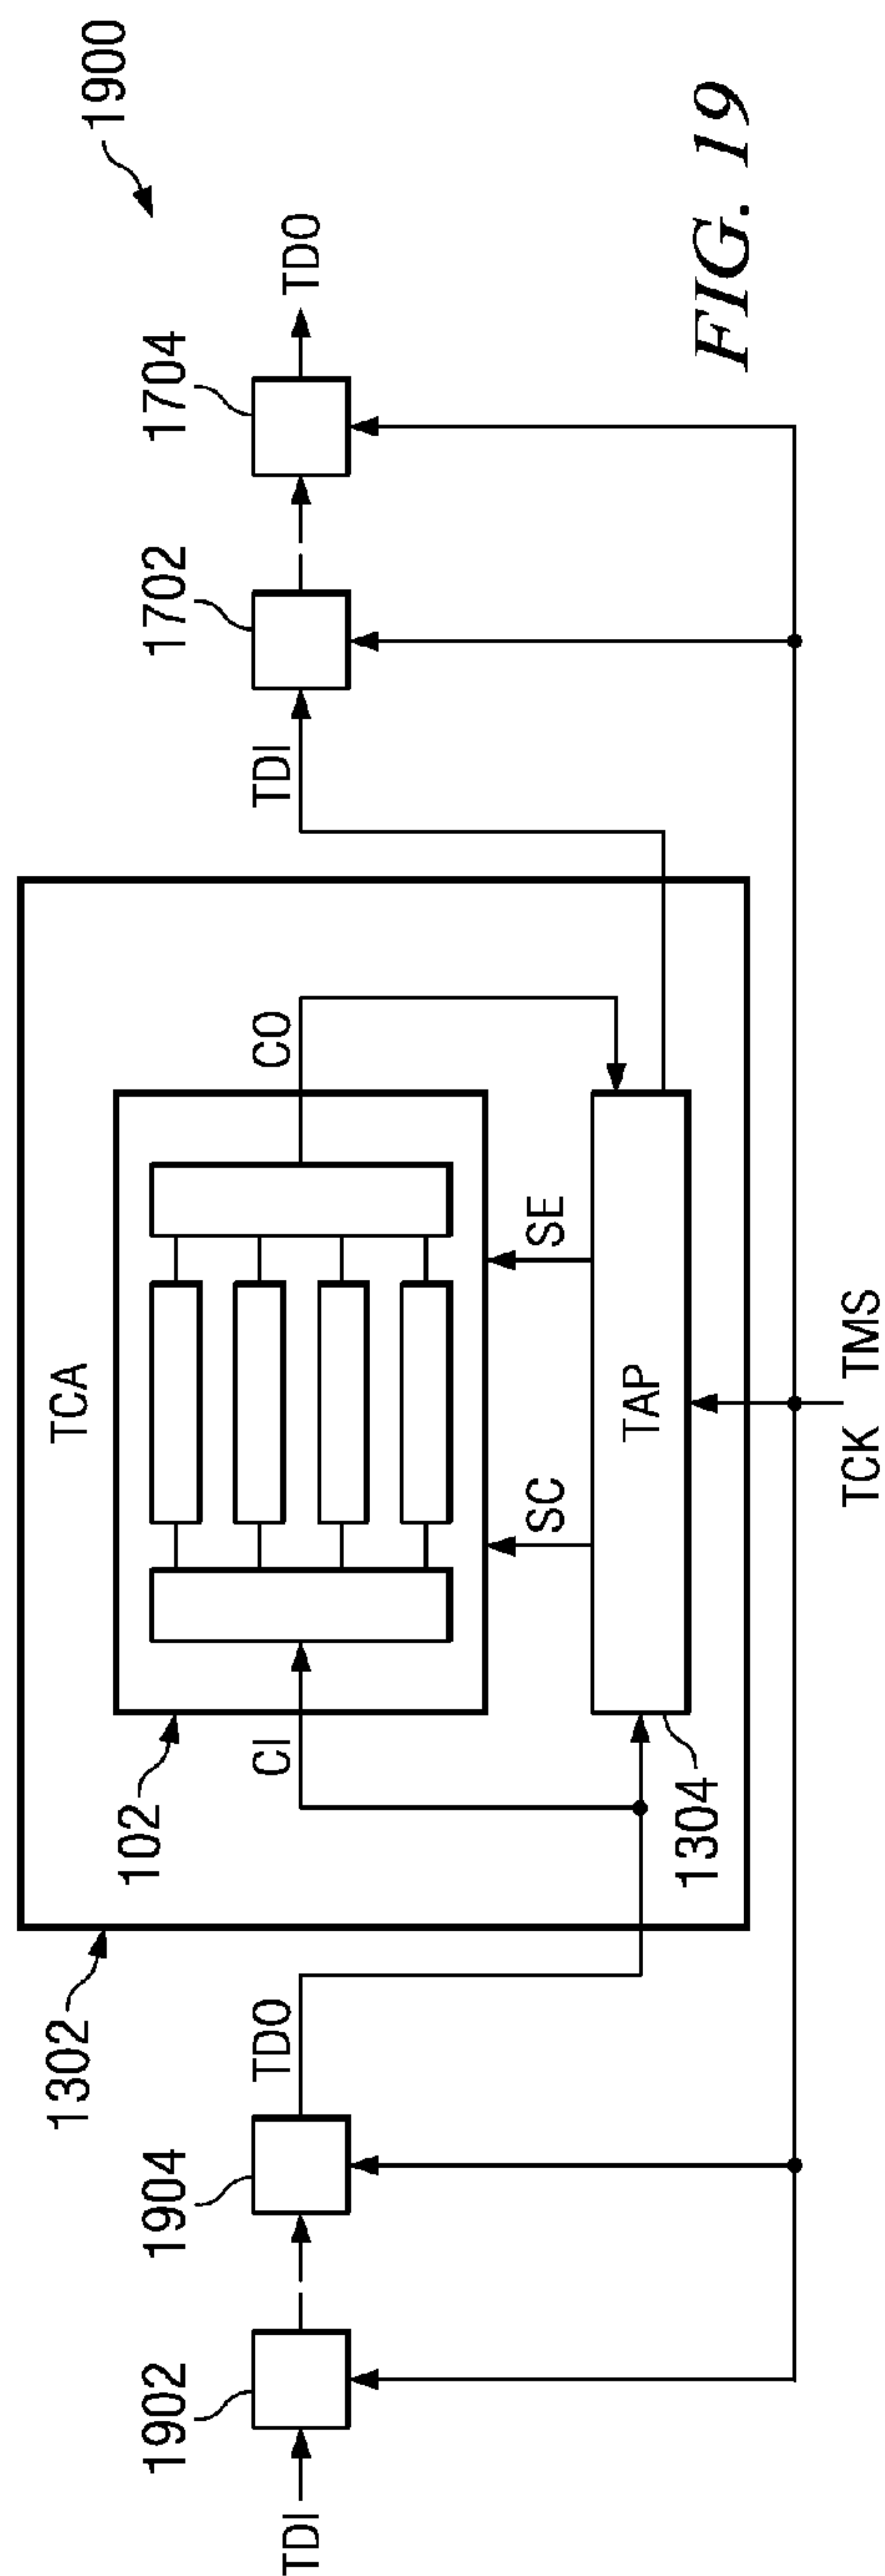 1900
1302
TCA
102
1902
1904
1702
1704
TDI
TDO
CI
CO
TDI
TDO
SC
SE
1304
TAP
TCK TMS
FIG. 19